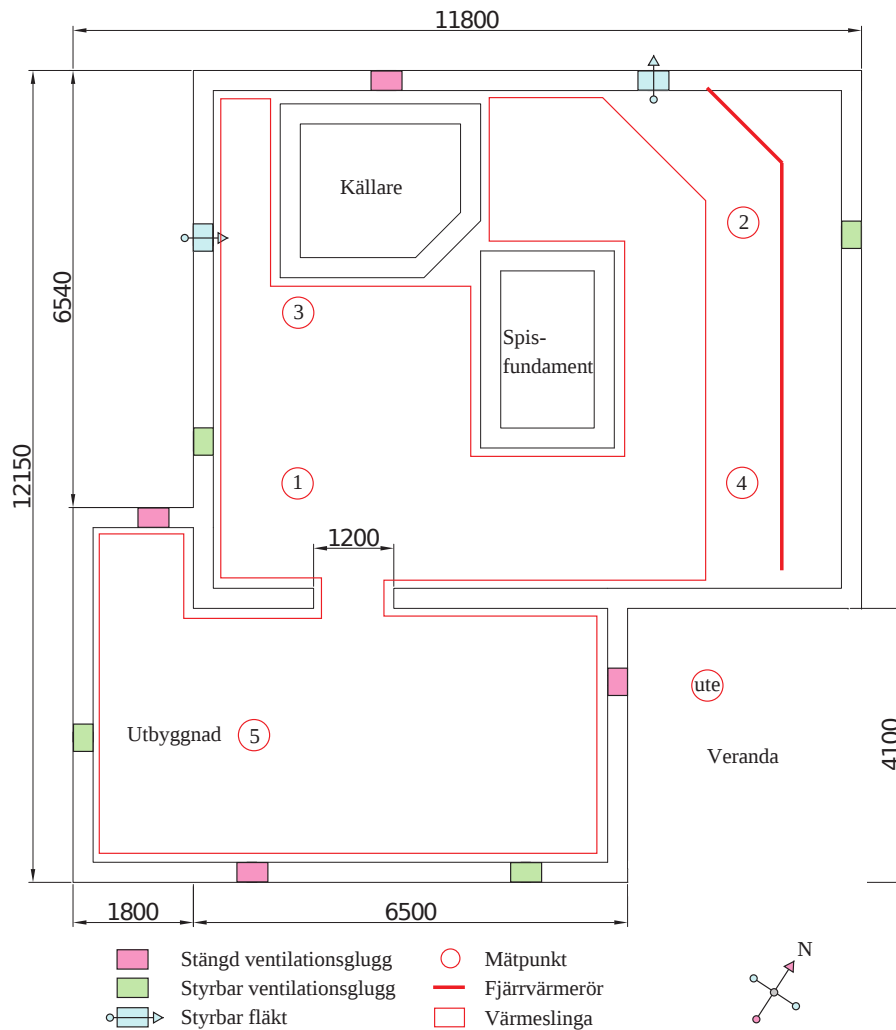 11800
Källare
2
6540
3
Spis-
fundament
12150
1
4
1200
ute
Utbyggnad
5
Veranda
4100
1800
6500
Stängd ventilationsglugg
Mätpunkt
N
Styrbar ventilationsglugg
Fjärrvärmerör
Styrbar fläkt
Värmeslinga